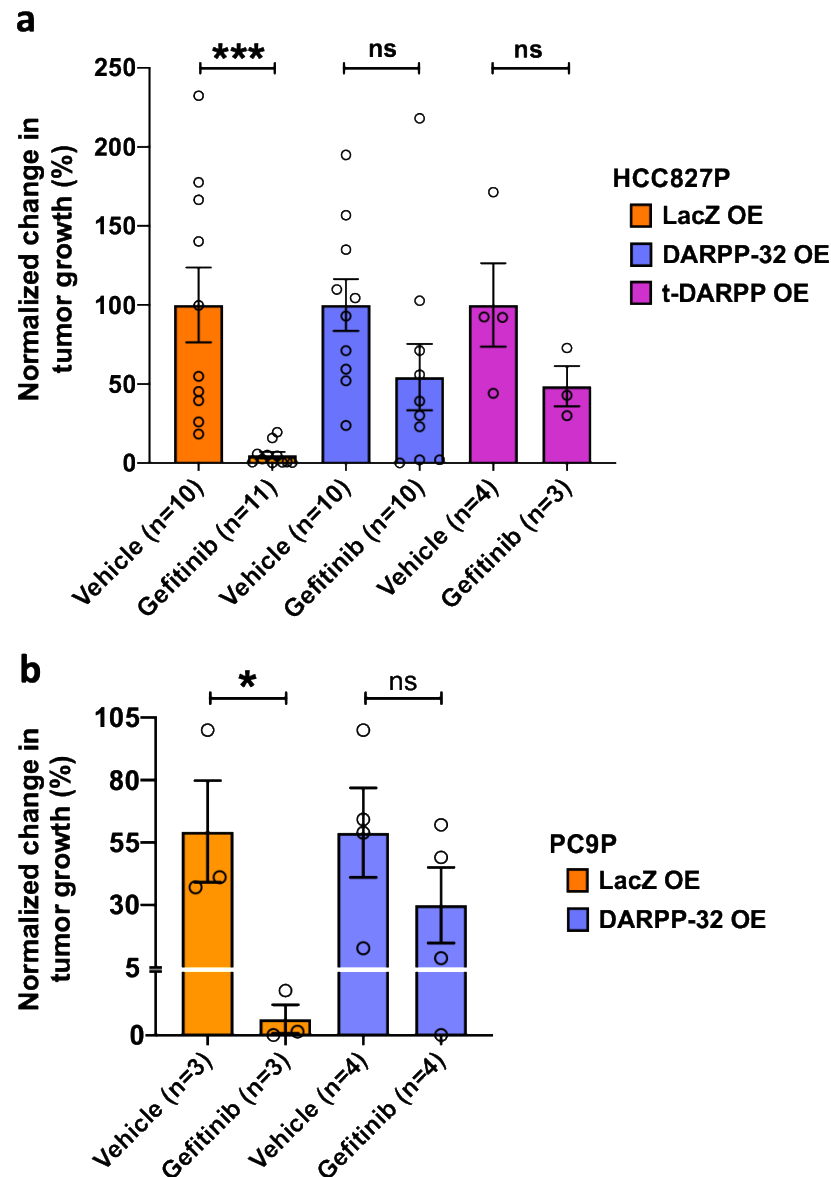 a
*** ns ns
250
200
150
100
50
0
Normalized change in
tumor growth (%)
HCC827P
LacZ OE
DARPP-32 OE
t-DARPP OE
Vehicle (n=10)
Gefitinib (n=11)
Vehicle (n=10)
Gefitinib (n=10)
Vehicle (n=4)
Gefitinib (n=3)
b
* ns
105
80
55
30
5
0
Normalized change in
tumor growth (%)
PC9P
LacZ OE
DARPP-32 OE
Vehicle (n=3)
Gefitinib (n=3)
Vehicle (n=4)
Gefitinib (n=4)